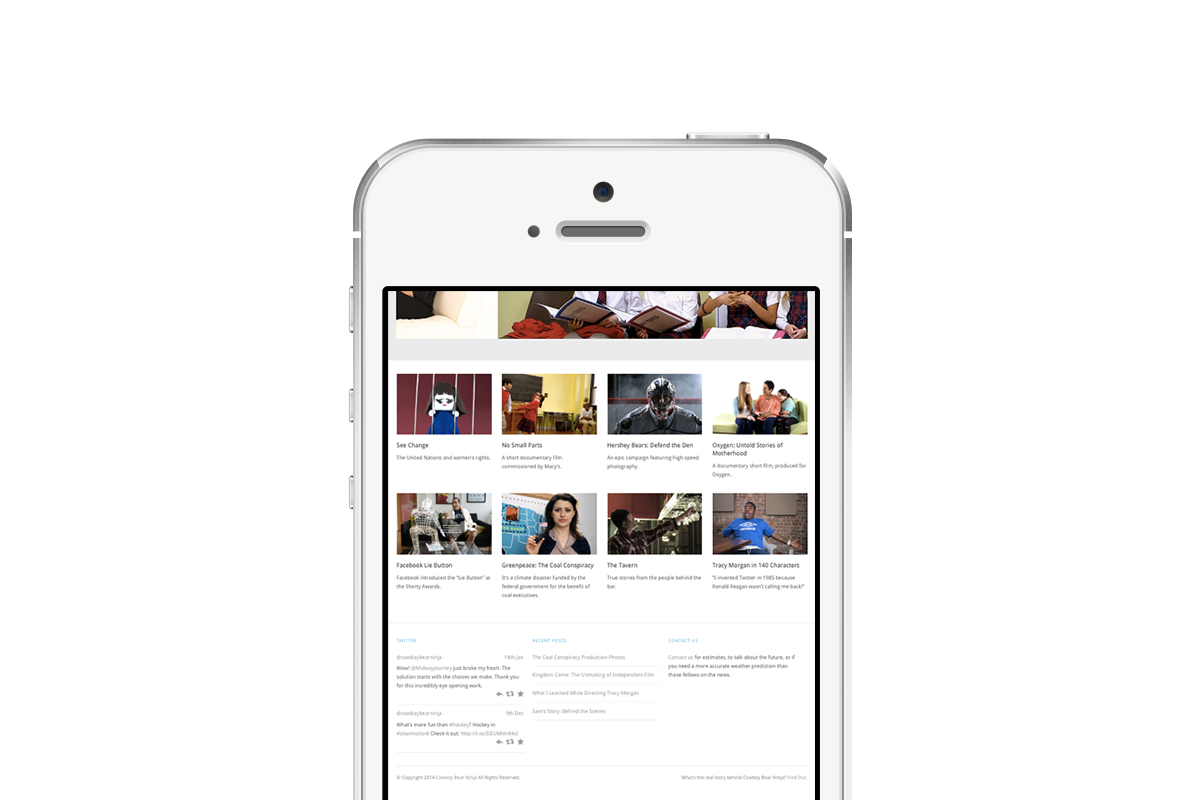 See Change
The United Nations and women's rights.
No Small Parts
A short documentary film
commissioned by Macy's.
Hershey Bears: Defend the Den
An epic campaign featuring high-speed
photography.
Oxygen: Untold Stories of
Motherhood
A documentary short film, produced for
Oxygen.
Facebook Lie Button
Facebook introduced the "Lie Button" at
the Shorty Awards.
Greenpeace: The Coal Conspiracy
It's a climate disaster funded by the
federal government for the benefit of
coal executives.
The Tavern
True stories from the people behind the
bar.
Tracy Morgan in 140 Characters
"I invented Twitter in 1985 because
Ronald Reagan wasn't calling me back!"
TWITTER
@cowboybearninja 14th Jan
Wow! @MidwayJourney just broke my heart. The
solution starts with the choices we make. Thank you
for this incredibly eye opening work.
@cowboybearninja 9th Dec
What's more fun than #hockey? Hockey in
#slowmotion! Check it out:
RECENT POSTS
The Coal Conspiracy Production Photos
Kingdom Come: The Unmaking of Independent Film
What I Learned While Directing Tracy Morgan
Sam's Story: Behind the Scenes
CONTACT US
Contact us for estimates, to talk about the future, or if
you need a more accurate weather prediction than
those fellows on the news.
© Copyright 2014 Cowboy Bear Ninja All Rights Reserved.
What's the real story behind Cowboy Bear Ninja? Find Out.